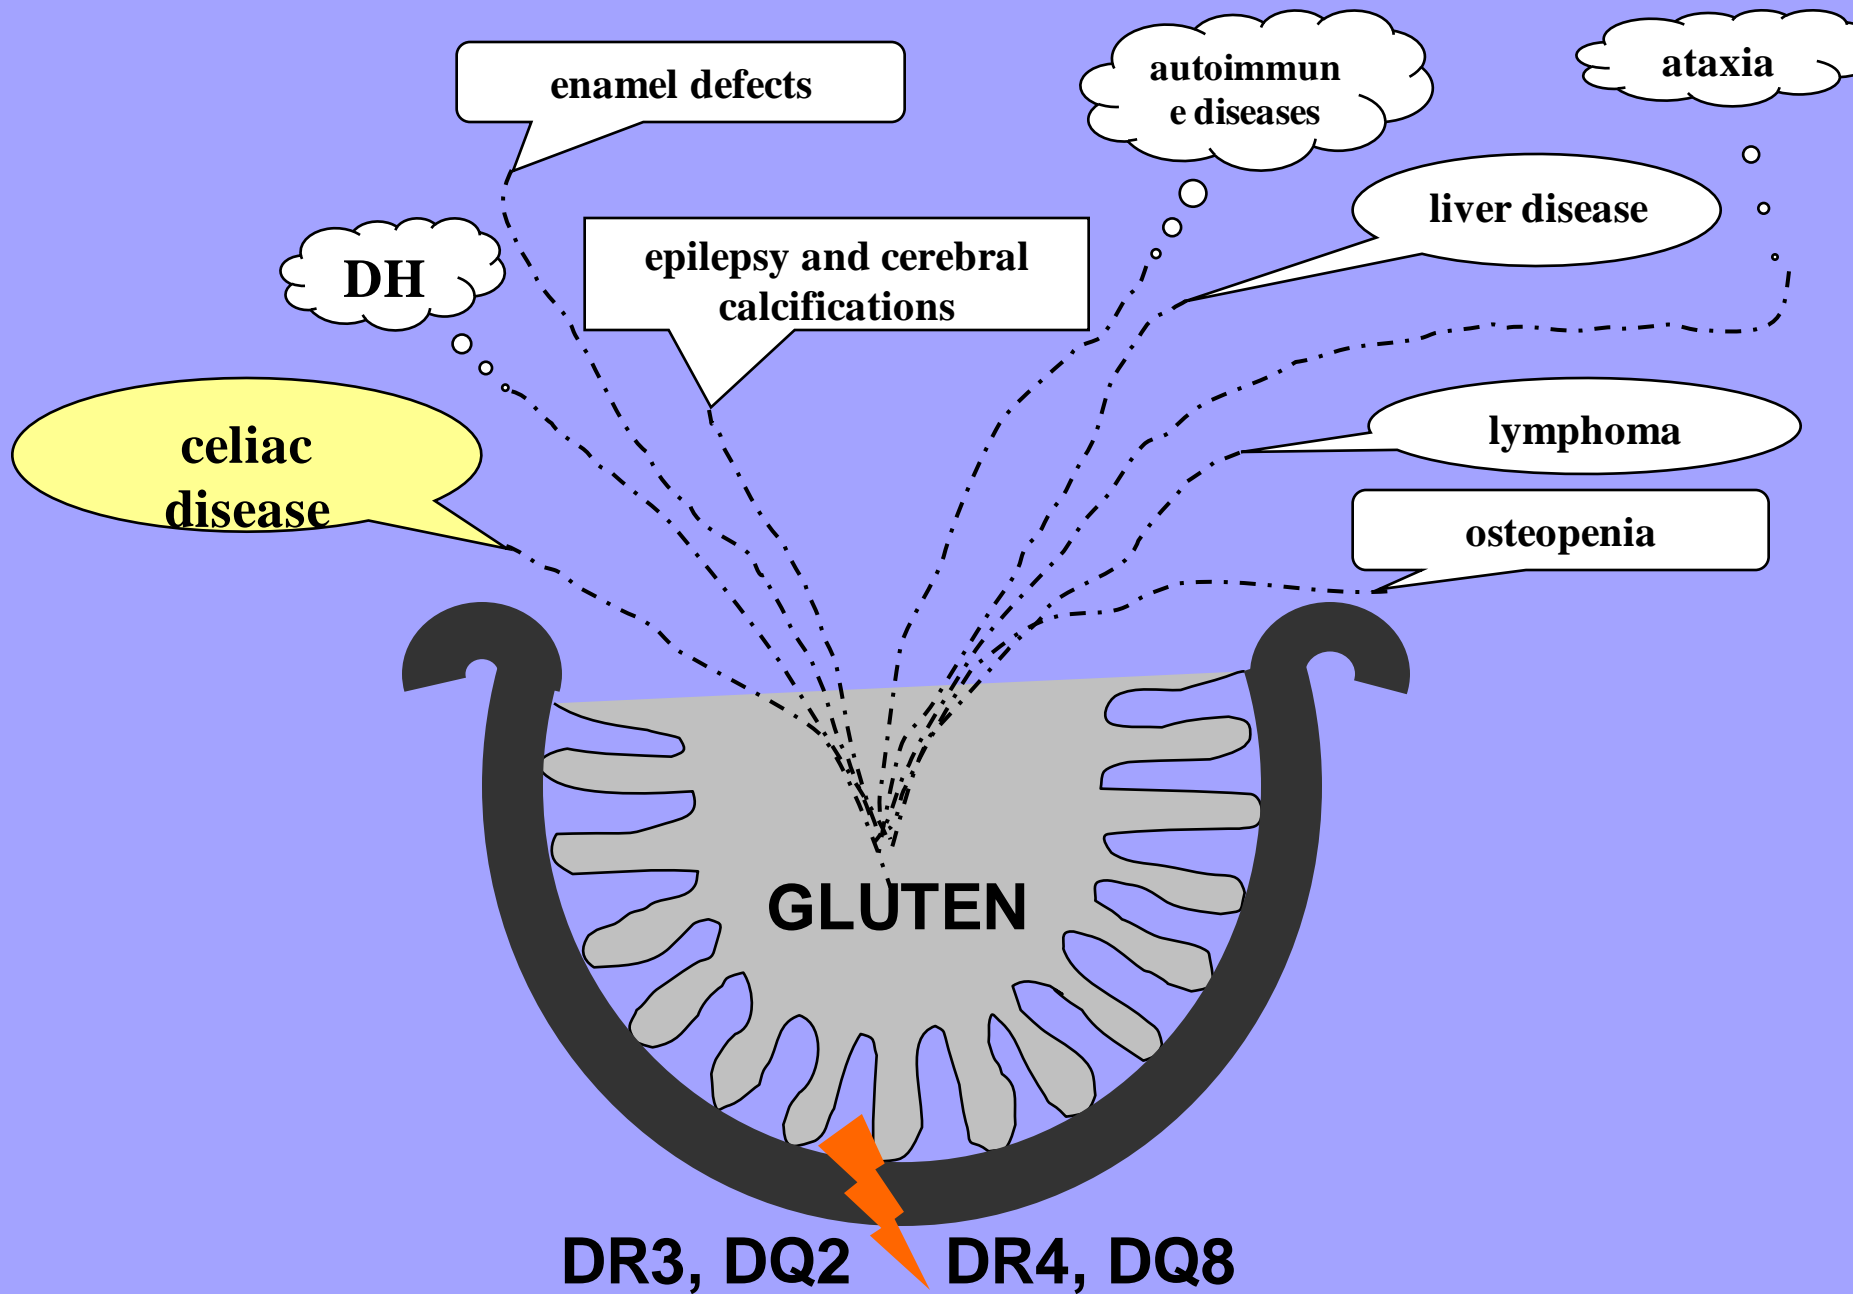 enamel defects
autoimmun
e diseases
ataxia
liver disease
DH
epilepsy and cerebral
calcifications
celiac
disease
lymphoma
osteopenia
GLUTEN
DR3, DQ2
DR4, DQ8